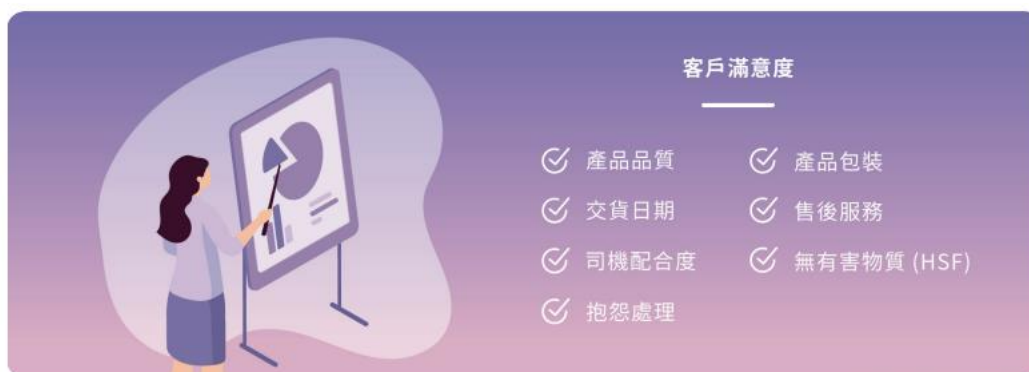 客戶滿意度
產品品質
產品包裝
交貨日期
售後服務
司機配合度
無有害物質 (HSF)
抱怨處理